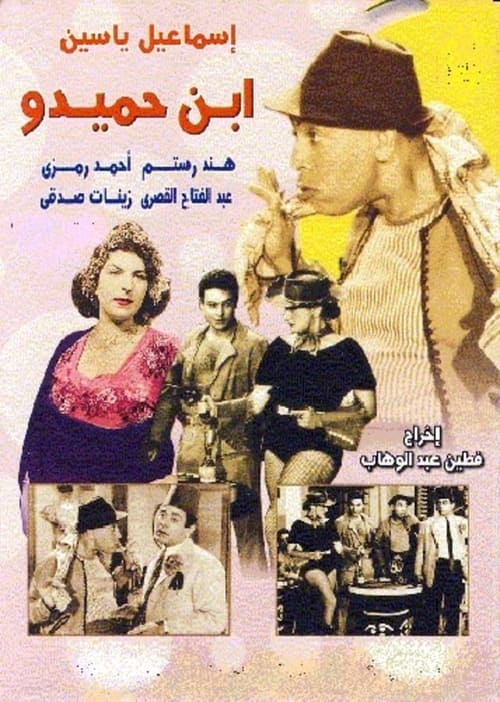 إسماعيل ياسين
ابن حميدو
هند رستم أحمد رمزى
عبد الفتاح القصرى زينات صدقى
إخراج
فطين عبد الوهاب